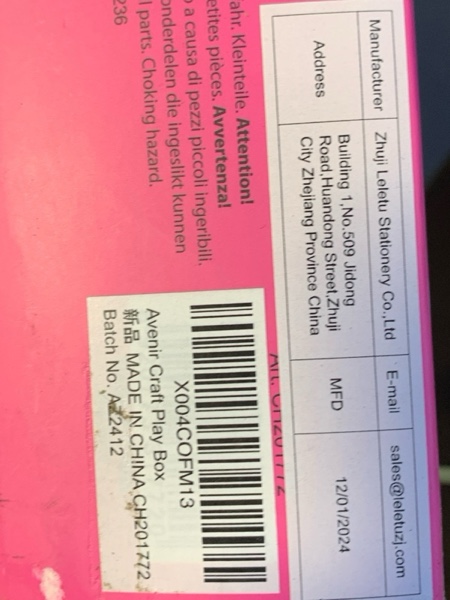 Manufacturer Zhuji Leletu Stationery Co.,Ltd E-mail sales@leletuzj.com
Address Building 1,No.509 Jidong Road,Huandong Street,Zhuji City Zhejiang Province China MFD 12/01/2024
Kleinteile. Attention!
pièces. Avvertenza!
a causa di pezzi piccoli ingeribili.
onderdelen die ingeslikt kunnen
parts. Choking hazard.
236
X004COFM13
Avenir Craft Play Box
新品 MADE IN CHINA CH201772
Batch No.